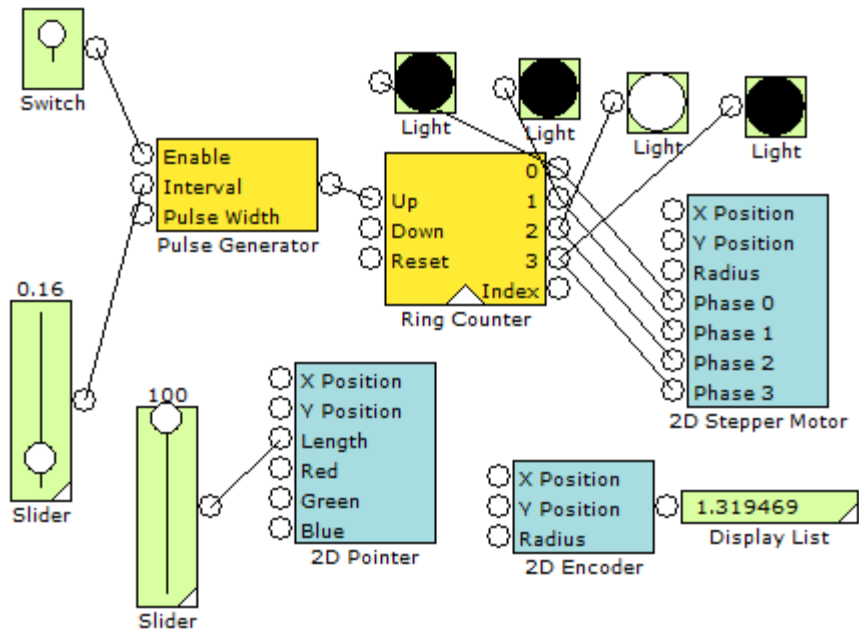 Switch
Light
Light
Light
Light
Enable
Interval
Pulse Width
Pulse Generator
0
Up
1
Down
2
Reset
3
Index
Ring Counter
X Position
Y Position
Radius
Phase 0
Phase 1
Phase 2
Phase 3
2D Stepper Motor
0.16
Slider
100
Slider
X Position
Y Position
Length
Red
Green
Blue
2D Pointer
X Position
Y Position
Radius
2D Encoder
1.319469
Display List